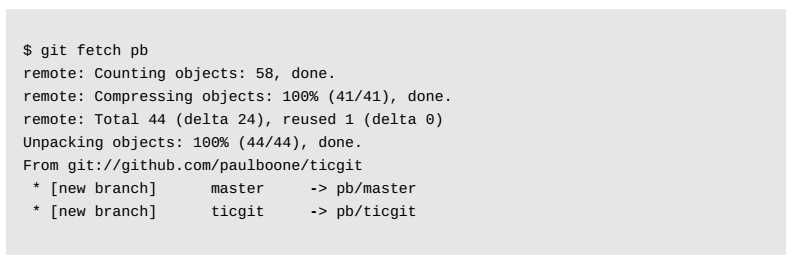 $ git fetch pb
remote: Counting objects: 58, done.
remote: Compressing objects: 100% (41/41), done.
remote: Total 44 (delta 24), reused 1 (delta 0)
Unpacking objects: 100% (44/44), done.
From git://github.com/paulboone/ticgit
 * [new branch]      master     -> pb/master
 * [new branch]      ticgit     -> pb/ticgit